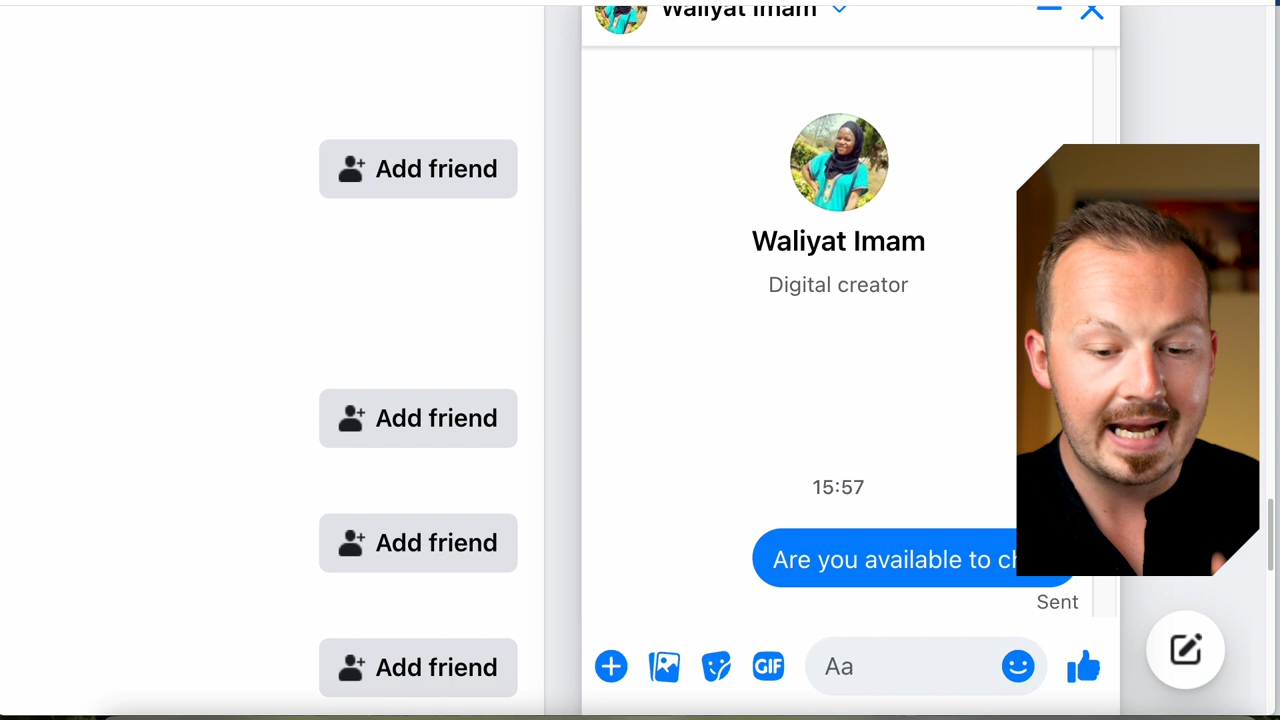 Waliyat Imam
Add friend
Waliyat Imam
Digital creator
Add friend
15:57
Add friend
Are you available to
Sent
Add friend
GIF
Aa